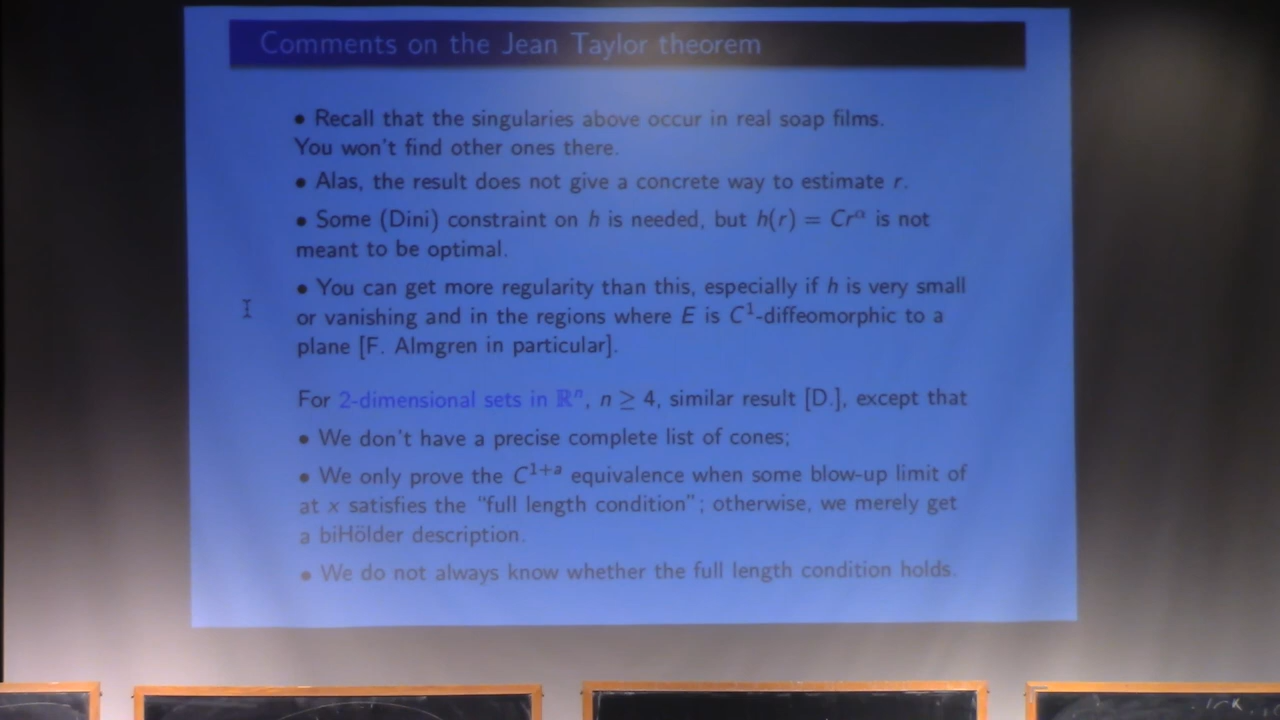 Comments on the Jean Taylor theorem
• Recall that the singularies above occur in real soap films.
You won't find other ones there.
• Alas, the result does not give a concrete way to estimate r.
• Some (Dini) constraint on h is needed, but h(r) = Cr^α is not
meant to be optimal.
• You can get more regularity than this, especially if h is very small
or vanishing and in the regions where E is C¹-diffeomorphic to a
plane [F. Almgren in particular].
For 2-dimensional sets in ℝⁿ, n ≥ 4, similar result [D.], except that
• We don't have a precise complete list of cones;
• We only prove the C^{1+a} equivalence when some blow-up limit of
at x satisfies the "full length condition"; otherwise, we merely get
a biHölder description.
• We do not always know whether the full length condition holds.